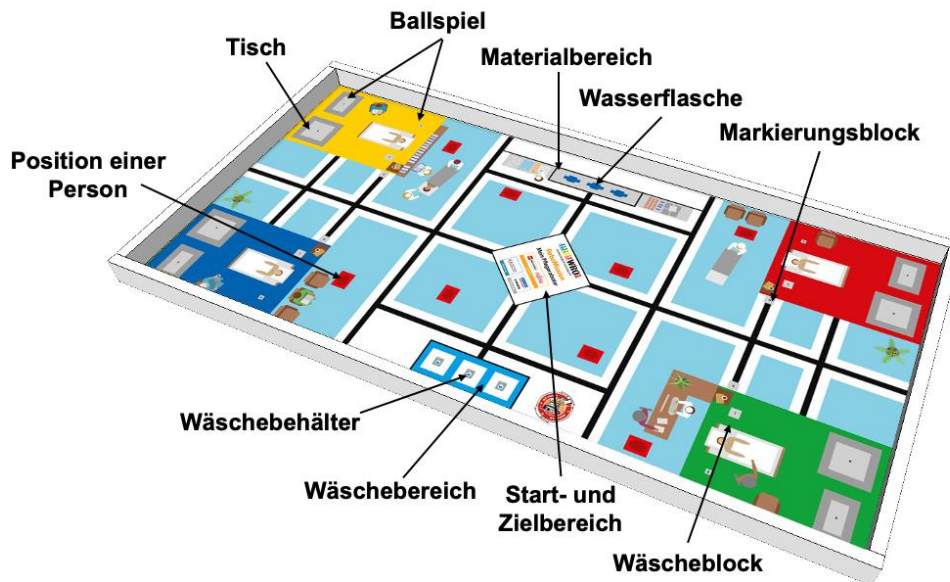 Ballspiel
Tisch
Materialbereich
Wasserflasche
Markierungsblock
Position einer
Person
Wäschebehälter
Wäschebereich
Start- und
Zielbereich
Wäscheblock